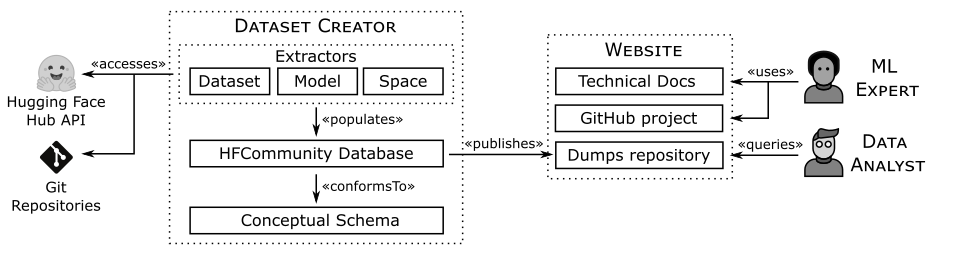 DATASET CREATOR
Extractors
Dataset
Model
Space
«accesses»
Hugging Face
Hub API
Git
Repositories
«populates»
HFCommunity Database
«conformsTo»
Conceptual Schema
«publishes»
WEBSITE
Technical Docs
GitHub project
Dumps repository
«uses»
ML
EXPERT
«queries»
DATA
ANALYST